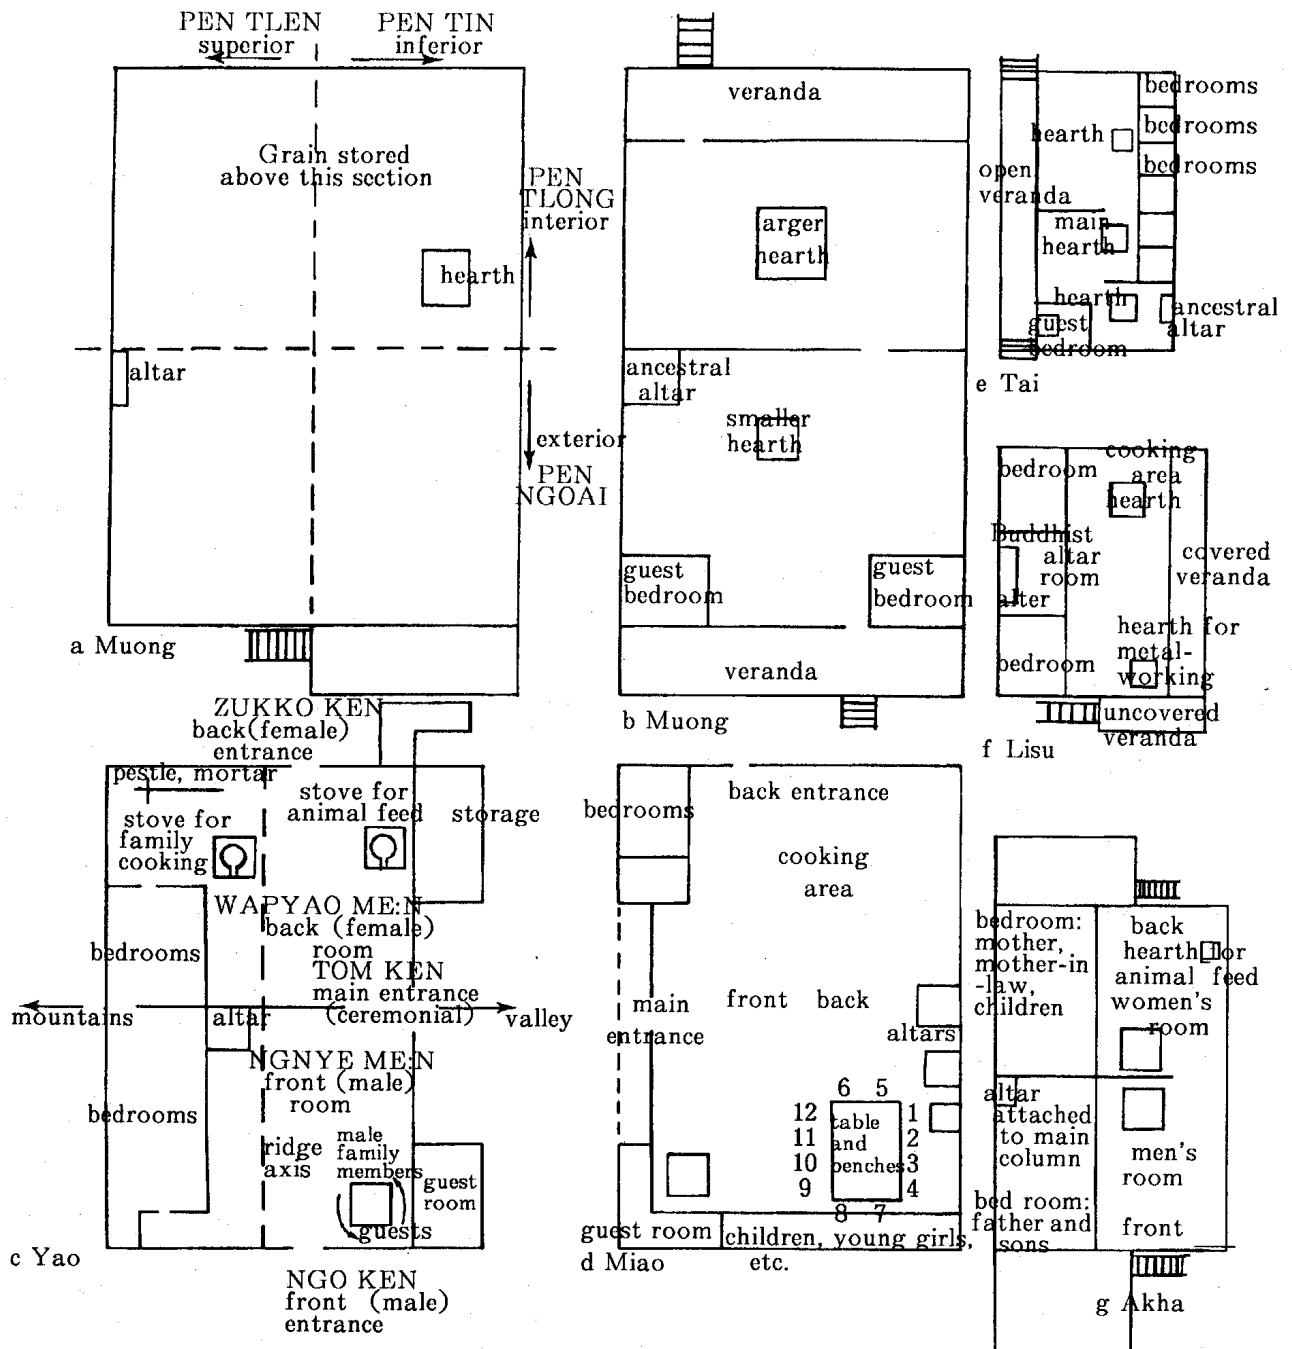 PEN TLEN
superior
PEN TIN
inferior
Grain stored
above this section
PEN
TLONG
interior
hearth
altar
exterior
PEN
NGOAI
a Muong
veranda
larger
hearth
ancestral
altar
smaller
hearth
guest
bedroom
guest
bedroom
veranda
b Muong
bedrooms
bedrooms
bedrooms
hearth
open
veranda
main
hearth
hearth
guest
bedroom
ancestral
altar
e Tai
cooking
area
hearth
bedroom
Buddhist
altar
room
alter
covered
veranda
hearth for
metal-
working
bedroom
uncovered
veranda
f Lisu
ZUKKO KEN
back(female)
entrance
pestle, mortar
stove for
family
cooking
stove for
animal feed
storage
WAPYAO ME:N
back (female)
room
bedrooms
TOM KEN
main entrance
(ceremonial)
mountains
altar
valley
NGNYE ME:N
front (male)
room
bedrooms
ridge
axis
male
family
members
guests
guest
room
c Yao
NGO KEN
front (male)
entrance
back entrance
bedrooms
cooking
area
main
entrance
front back
altars
6 5
12
11
10
9
table
and
benches
1
2
3
4
8 7
guest room
children, young girls,
etc.
d Miao
bedroom:
mother,
mother-in
-law,
children
back
hearth for
animal feed
women's
room
altar
attached
to main
column
men's
room
bed room:
father and
sons
front
g Akha